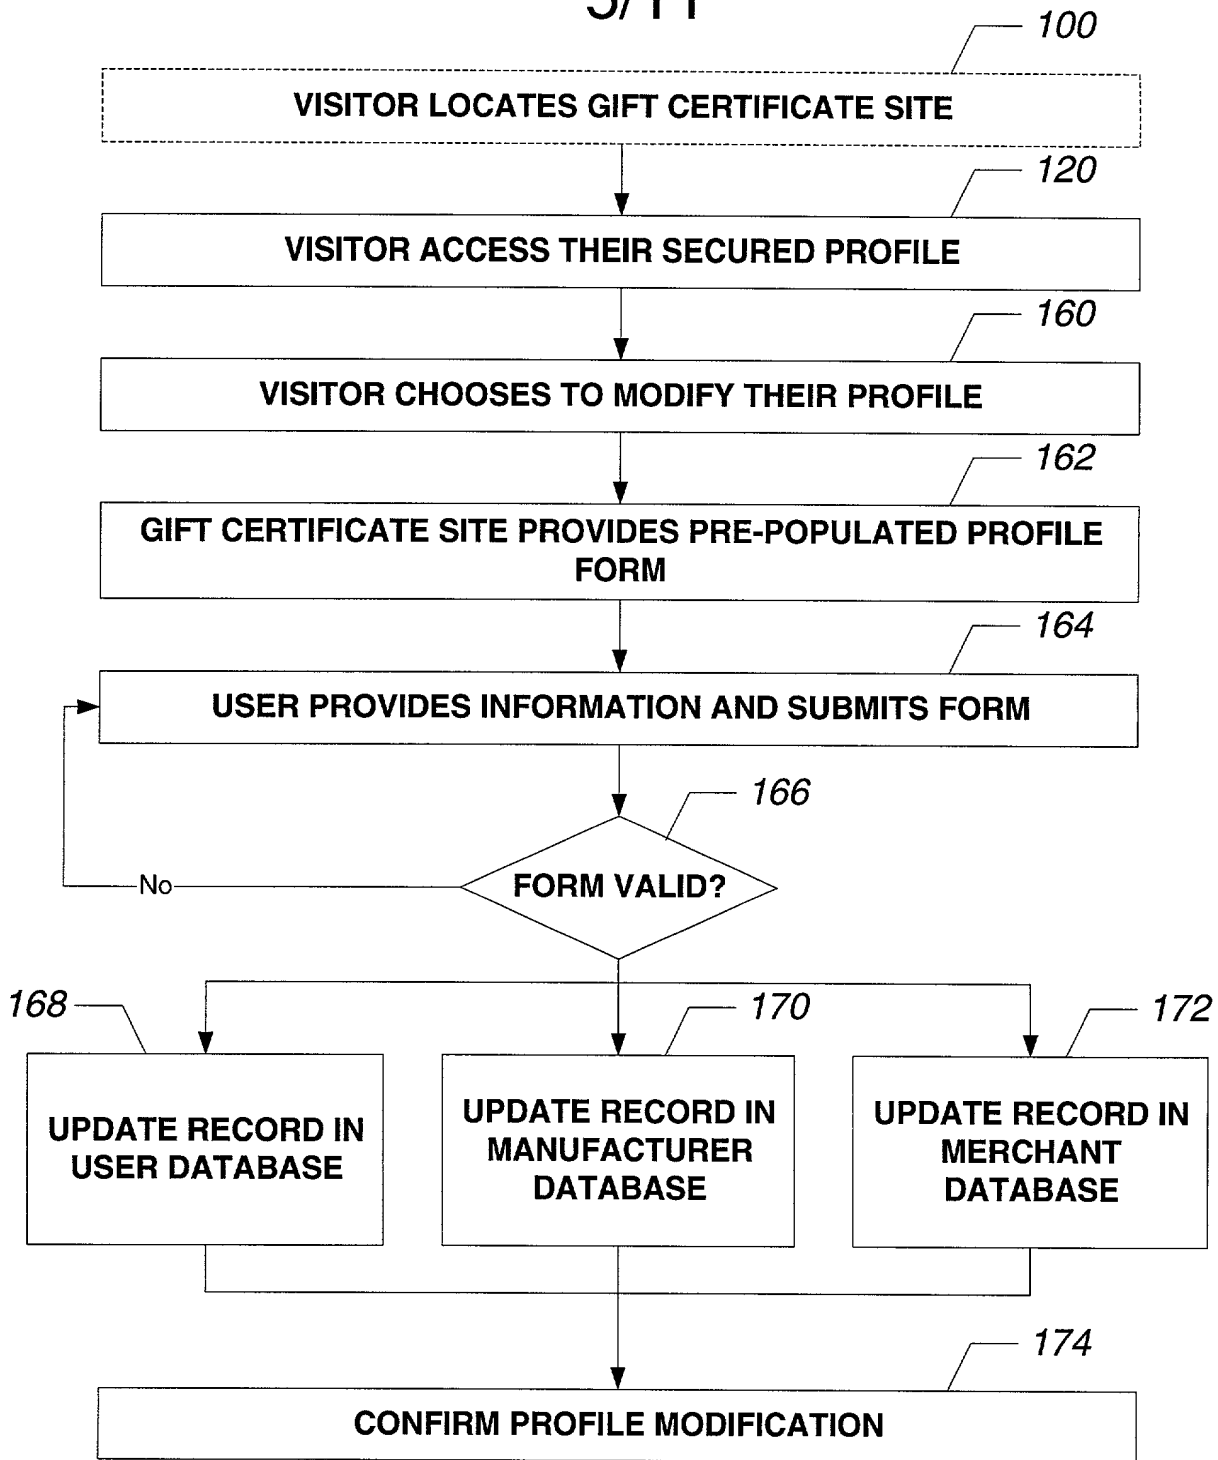 100
VISITOR LOCATES GIFT CERTIFICATE SITE
120
VISITOR ACCESS THEIR SECURED PROFILE
160
VISITOR CHOOSES TO MODIFY THEIR PROFILE
162
GIFT CERTIFICATE SITE PROVIDES PRE-POPULATED PROFILE
FORM
164
USER PROVIDES INFORMATION AND SUBMITS FORM
166
FORM VALID?
No
168
170
172
UPDATE RECORD IN
USER DATABASE
UPDATE RECORD IN
MANUFACTURER
DATABASE
UPDATE RECORD IN
MERCHANT
DATABASE
174
CONFIRM PROFILE MODIFICATION